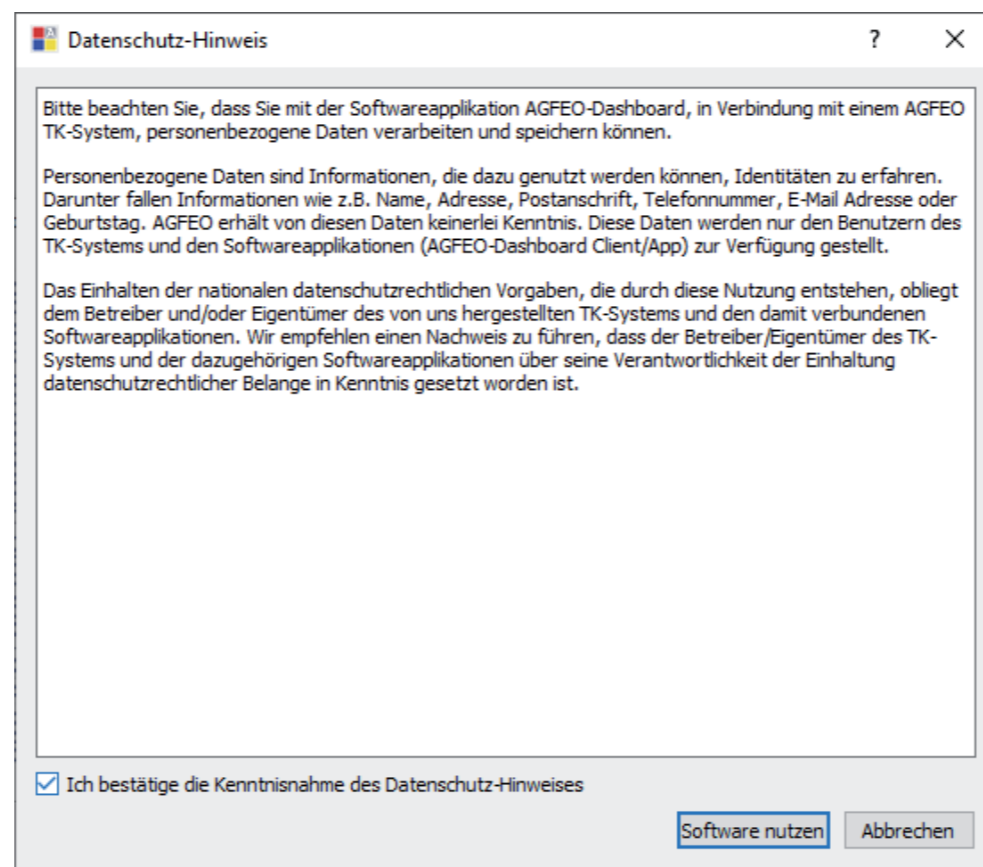 Datenschutz-Hinweis ?
Bitte beachten Sie, dass Sie mit der Softwareapplikation AGFEO-Dashboard, in Verbindung mit einem AGFEO
TK-System, personenbezogene Daten verarbeiten und speichern können.
Personenbezogene Daten sind Informationen, die dazu genutzt werden können, Identitäten zu erfahren.
Darunter fallen Informationen wie z.B. Name, Adresse, Postanschrift, Telefonnummer, E-Mail Adresse oder
Geburtstag. AGFEO erhält von diesen Daten keinerlei Kenntnis. Diese Daten werden nur den Benutzern des
TK-Systems und den Softwareapplikationen (AGFEO-Dashboard Client/App) zur Verfügung gestellt.
Das Einhalten der nationalen datenschutzrechtlichen Vorgaben, die durch diese Nutzung entstehen, obliegt
dem Betreiber und/oder Eigentümer des von uns hergestellten TK-Systems und den damit verbundenen
Softwareapplikationen. Wir empfehlen einen Nachweis zu führen, dass der Betreiber/Eigentümer des TK-
Systems und der dazugehörigen Softwareapplikationen über seine Verantwortlichkeit der Einhaltung
datenschutzrechtlicher Belange in Kenntnis gesetzt worden ist.
Ich bestätige die Kenntnisnahme des Datenschutz-Hinweises
Software nutzen Abbrechen